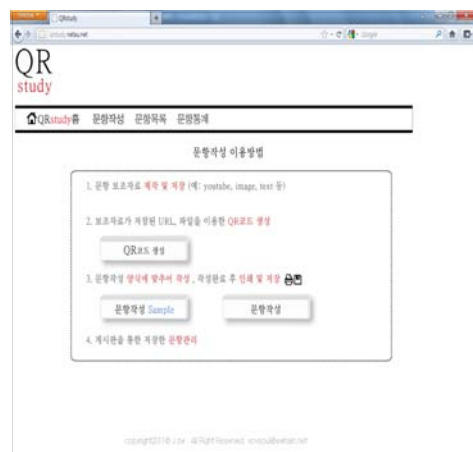 QRstudy
QR
study
QRstudy홈 문항작성 문항목록 문항통계
문항작성 이용방법
1. 문항 보조자료 제작 및 저장 (예: youtube, image, text 등)
2. 보조자료가 저장된 URL, 파일을 이용한 QR코드 생성
QR코드 생성
3. 문항작성 양식에 맞추어 작성, 작성완료 후 인쇄 및 저장
문항작성 Sample
문항작성
4. 게시판을 통한 저장한 문항관리
All Right Reserved.